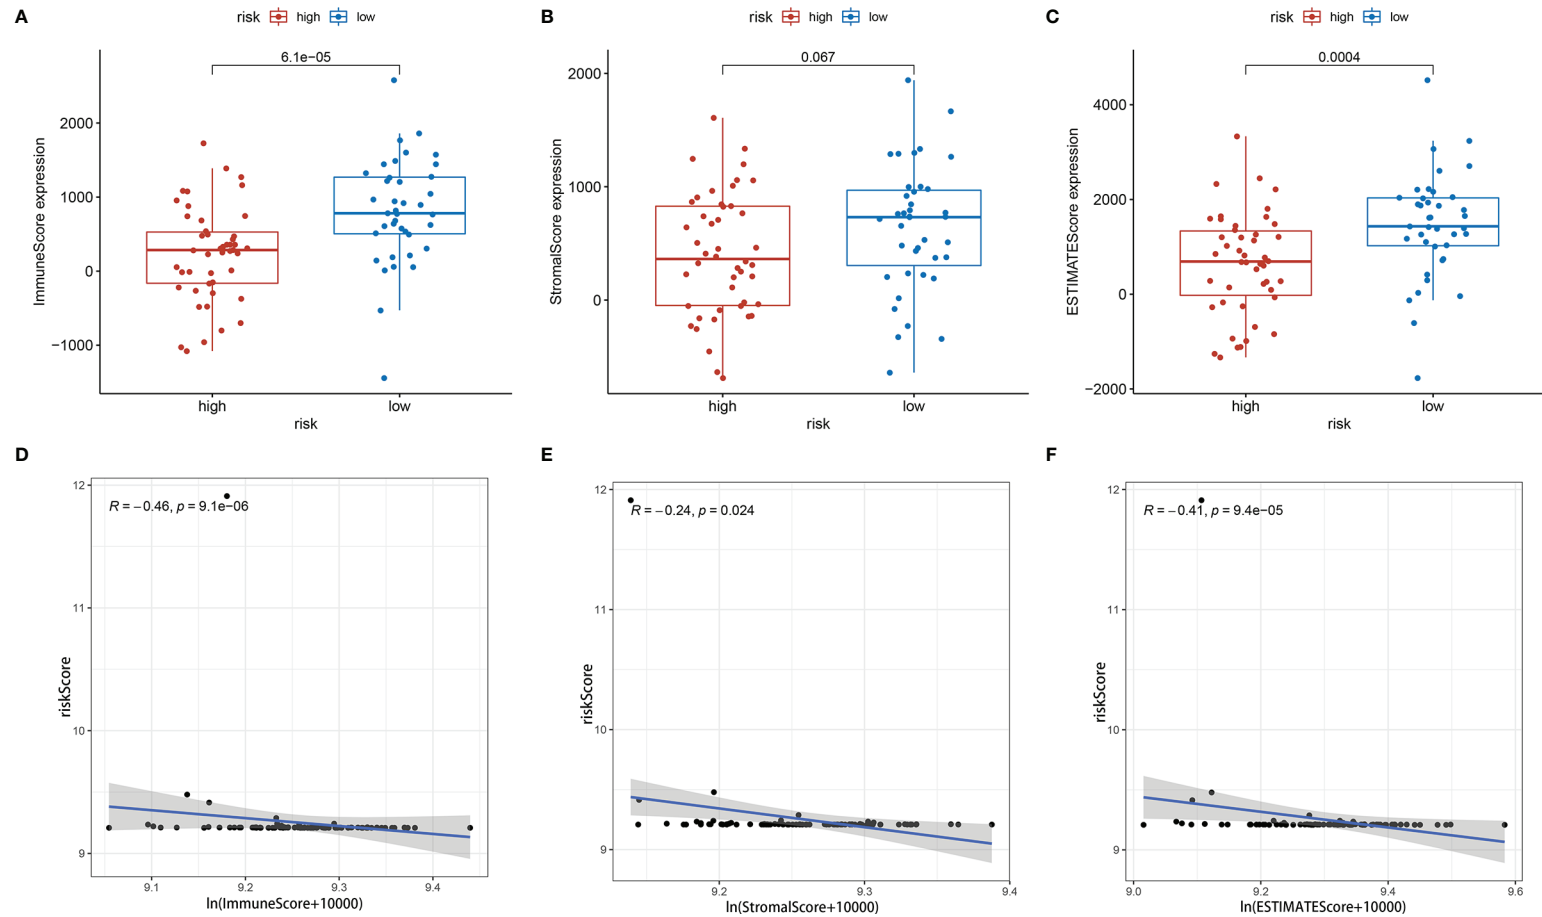 A
risk high low
6.1e−05
ImmuneScore expression
2000
1000
0
−1000
high low
risk
B
risk high low
0.067
StromalScore expression
2000
1000
0
high low
risk
C
risk high low
0.0004
ESTIMATEScore expression
4000
2000
0
−2000
high low
risk
D
R = −0.46, p = 9.1e−06
riskScore
12
11
10
9
9.1 9.2 9.3 9.4
ln(ImmuneScore+10000)
E
R = −0.24, p = 0.024
riskScore
12
11
10
9
9.2 9.3 9.4
ln(StromalScore+10000)
F
R = −0.41, p = 9.4e−05
riskScore
12
11
10
9
9.0 9.2 9.4 9.6
ln(ESTIMATEScore+10000)